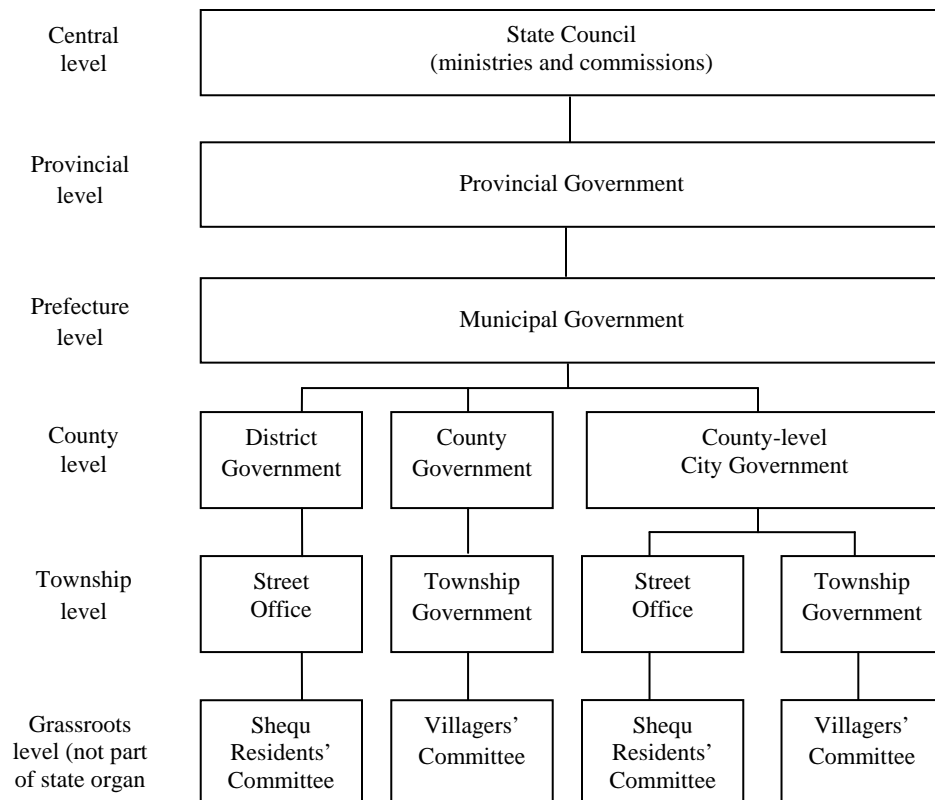 Central
level
State Council
(ministries and commissions)
Provincial
level
Provincial Government
Prefecture
level
Municipal Government
County
level
District
Government
County
Government
County-level
City Government
Township
level
Street
Office
Township
Government
Street
Office
Township
Government
Grassroots
level (not part
of state organ
Shequ
Residents’
Committee
Villagers’
Committee
Shequ
Residents’
Committee
Villagers’
Committee